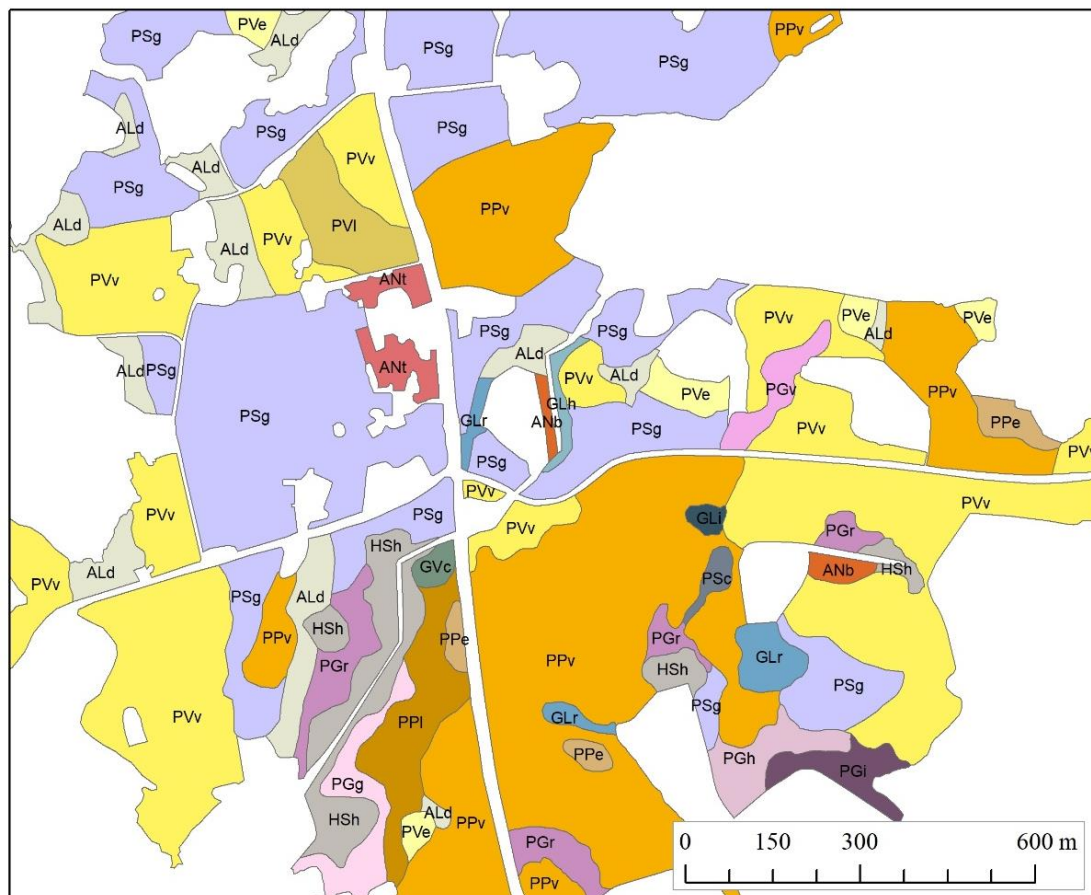 PSg
PVe
ALd
PSg
PSg
PPv
ALd
PSg
PSg
PVv
ALd
PSg
PPv
ALd
PVv
PVl
ALd
PVv
ANt
PSg
PVv
PVe
ALd
PVe
PSg
ALd
PVv
ALd
PVe
PGv
PPv
ALd
PSg
ANt
PSg
GLr
ANb
GLh
PSg
PVv
PPe
PSg
PVv
PVv
PVv
PSg
PVv
PVv
GLi
PGr
HSh
GVc
PSc
ANb
HSh
PVv
ALd
PSg
ALd
PPv
HSh
PGr
PPe
PPv
PGr
HSh
GLr
PSg
PSg
PVv
PPl
GLr
PPe
PGh
PGi
PGg
HSh
ALd
PVe
PPv
PGr
PPv
0 150 300 600 m